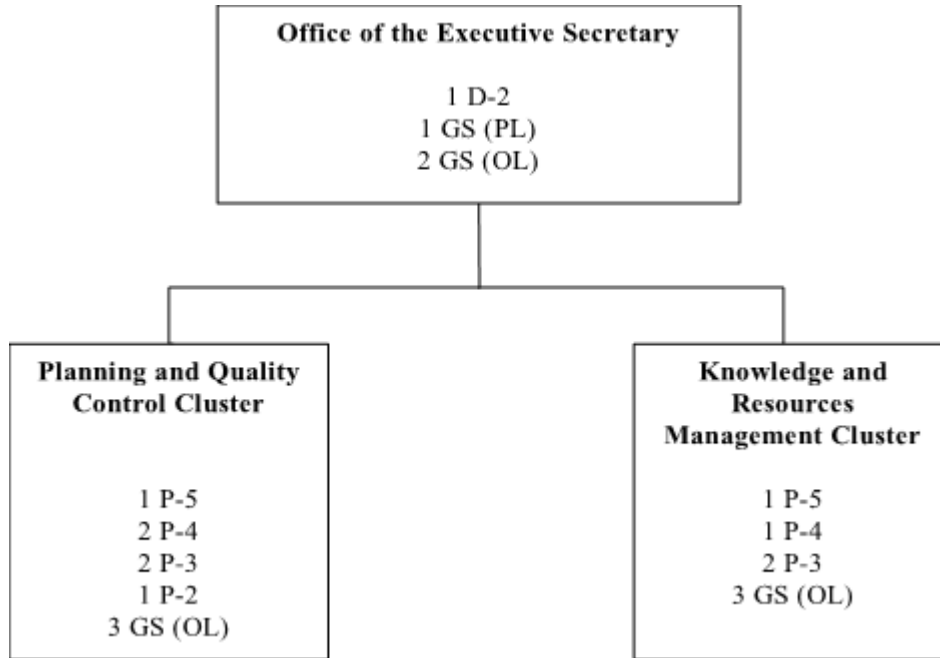 Office of the Executive Secretary
1 D-2
1 GS (PL)
2 GS (OL)
Planning and Quality
Control Cluster
1 P-5
2 P-4
2 P-3
1 P-2
3 GS (OL)
Knowledge and
Resources
Management Cluster
1 P-5
1 P-4
2 P-3
3 GS (OL)